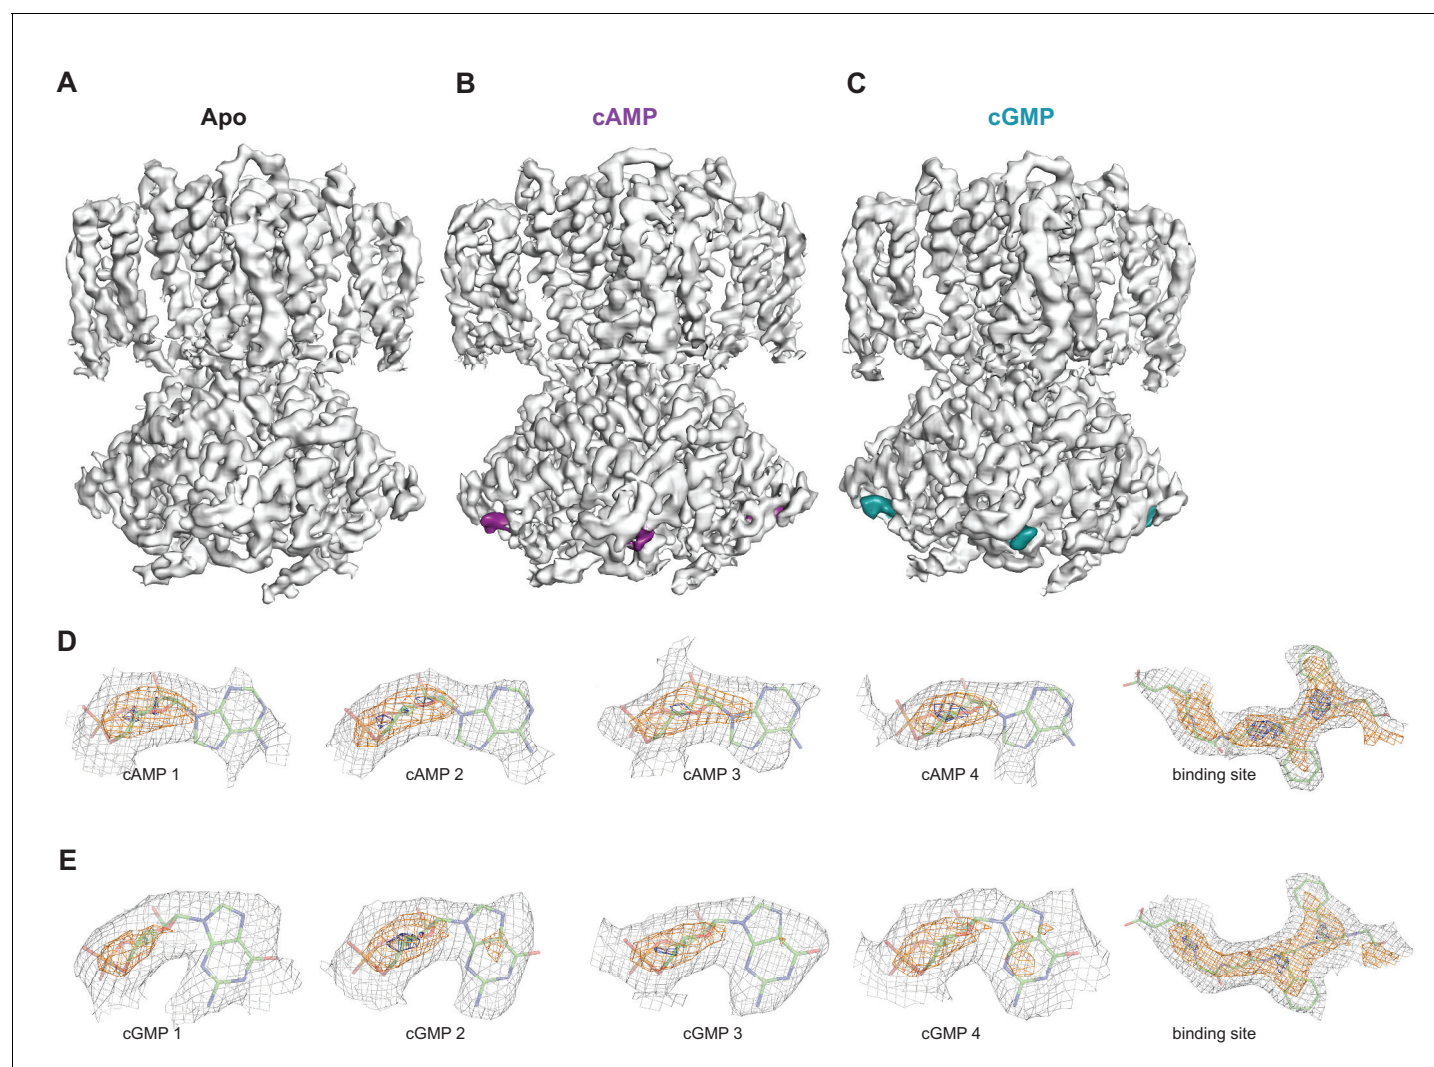 A
B
C
Apo
cAMP
cGMP
D
cAMP 1
cAMP 2
cAMP 3
cAMP 4
binding site
E
cGMP 1
cGMP 2
cGMP 3
cGMP 4
binding site